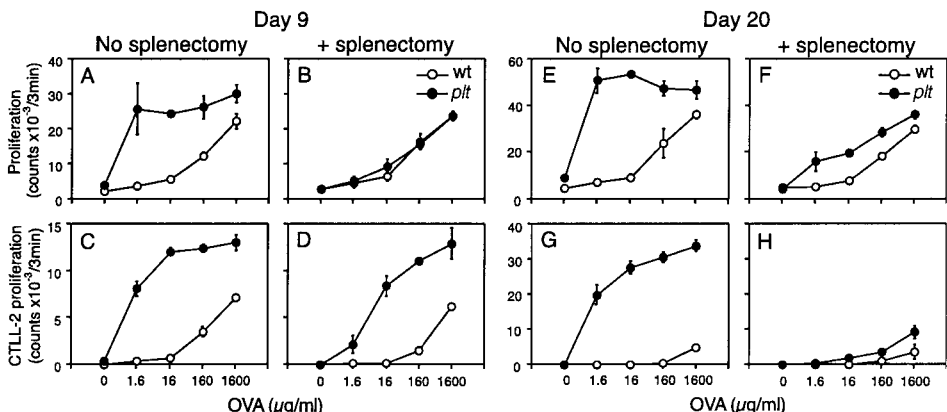 Day 9
Day 20
No splenectomy
+ splenectomy
No splenectomy
+ splenectomy
Proliferation
(counts x10⁻³/3min)
40
30
20
10
0
A
B
wt
plt
60
40
20
0
E
F
wt
plt
CTLL-2 proliferation
(counts x10⁻³/3min)
15
10
5
0
C
D
40
30
20
10
0
G
H
0 1.6 16 160 1600
0 1.6 16 160 1600
0 1.6 16 160 1600
0 1.6 16 160 1600
OVA (µg/ml)
OVA (µg/ml)